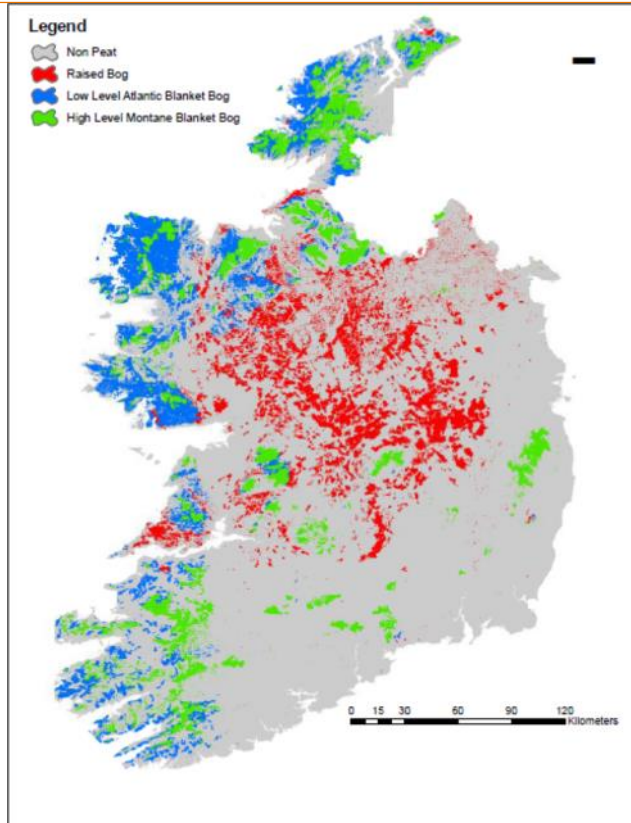 Legend
Non Peat
Raised Bog
Low Level Atlantic Blanket Bog
High Level Montane Blanket Bog
0 15 30 60 90 120
Kilometers